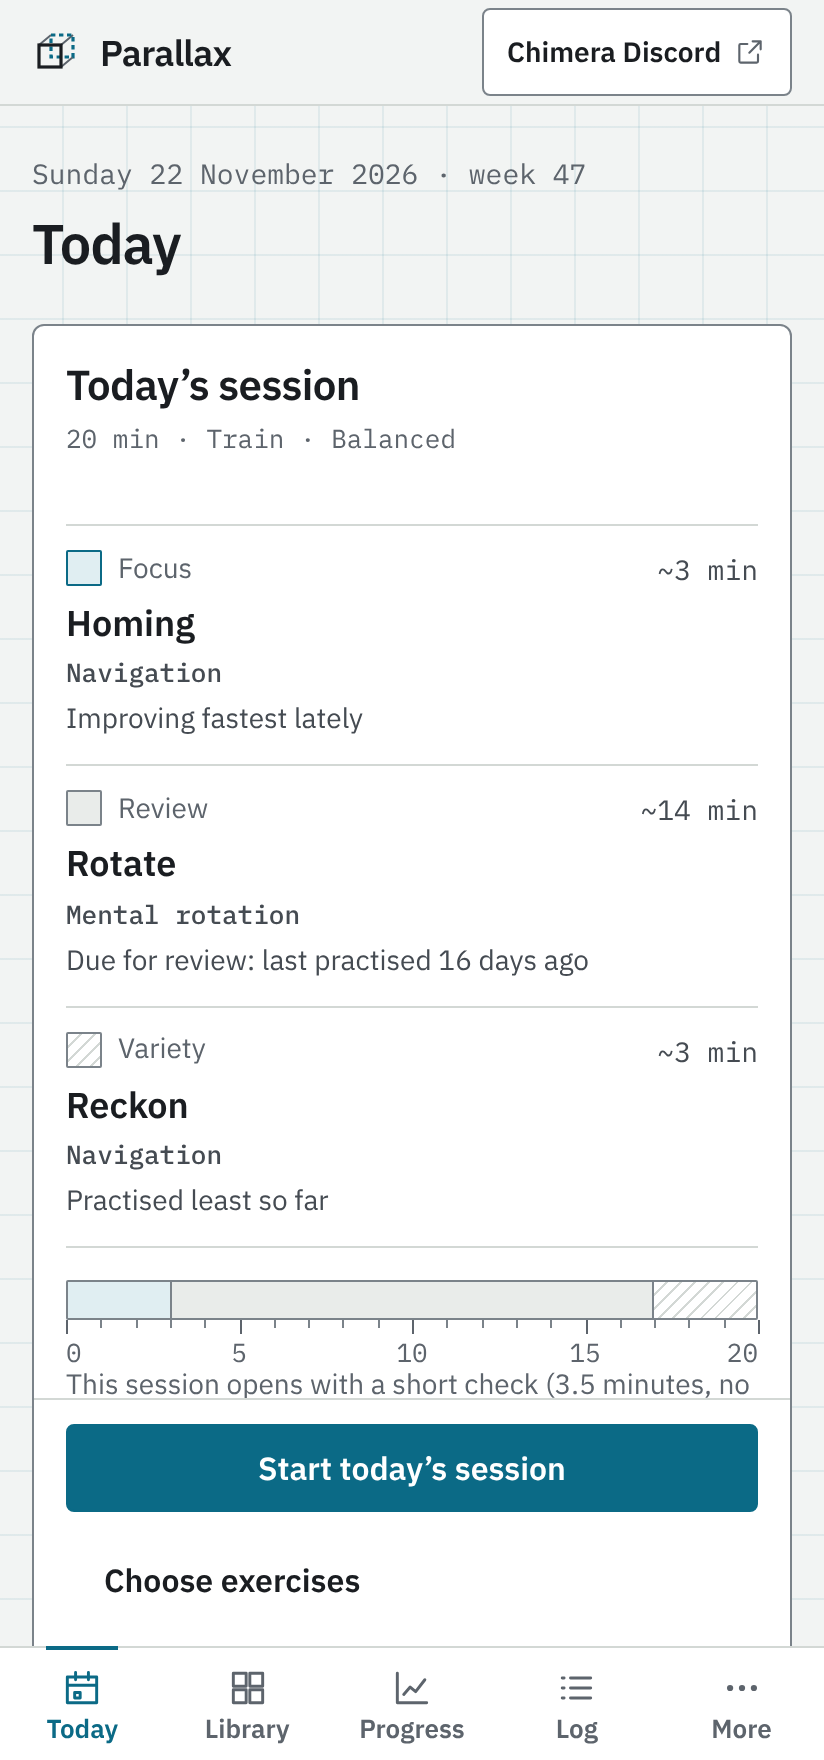 Parallax
Chimera Discord
Sunday 22 November 2026 · week 47
Today
Today’s session
20 min · Train · Balanced
Focus
~3 min
Homing
Navigation
Improving fastest lately
Review
~14 min
Rotate
Mental rotation
Due for review: last practised 16 days ago
Variety
~3 min
Reckon
Navigation
Practised least so far
0 5 10 15 20
This session opens with a short check (3.5 minutes, no
Start today’s session
Choose exercises
Today
Library
Progress
Log
More